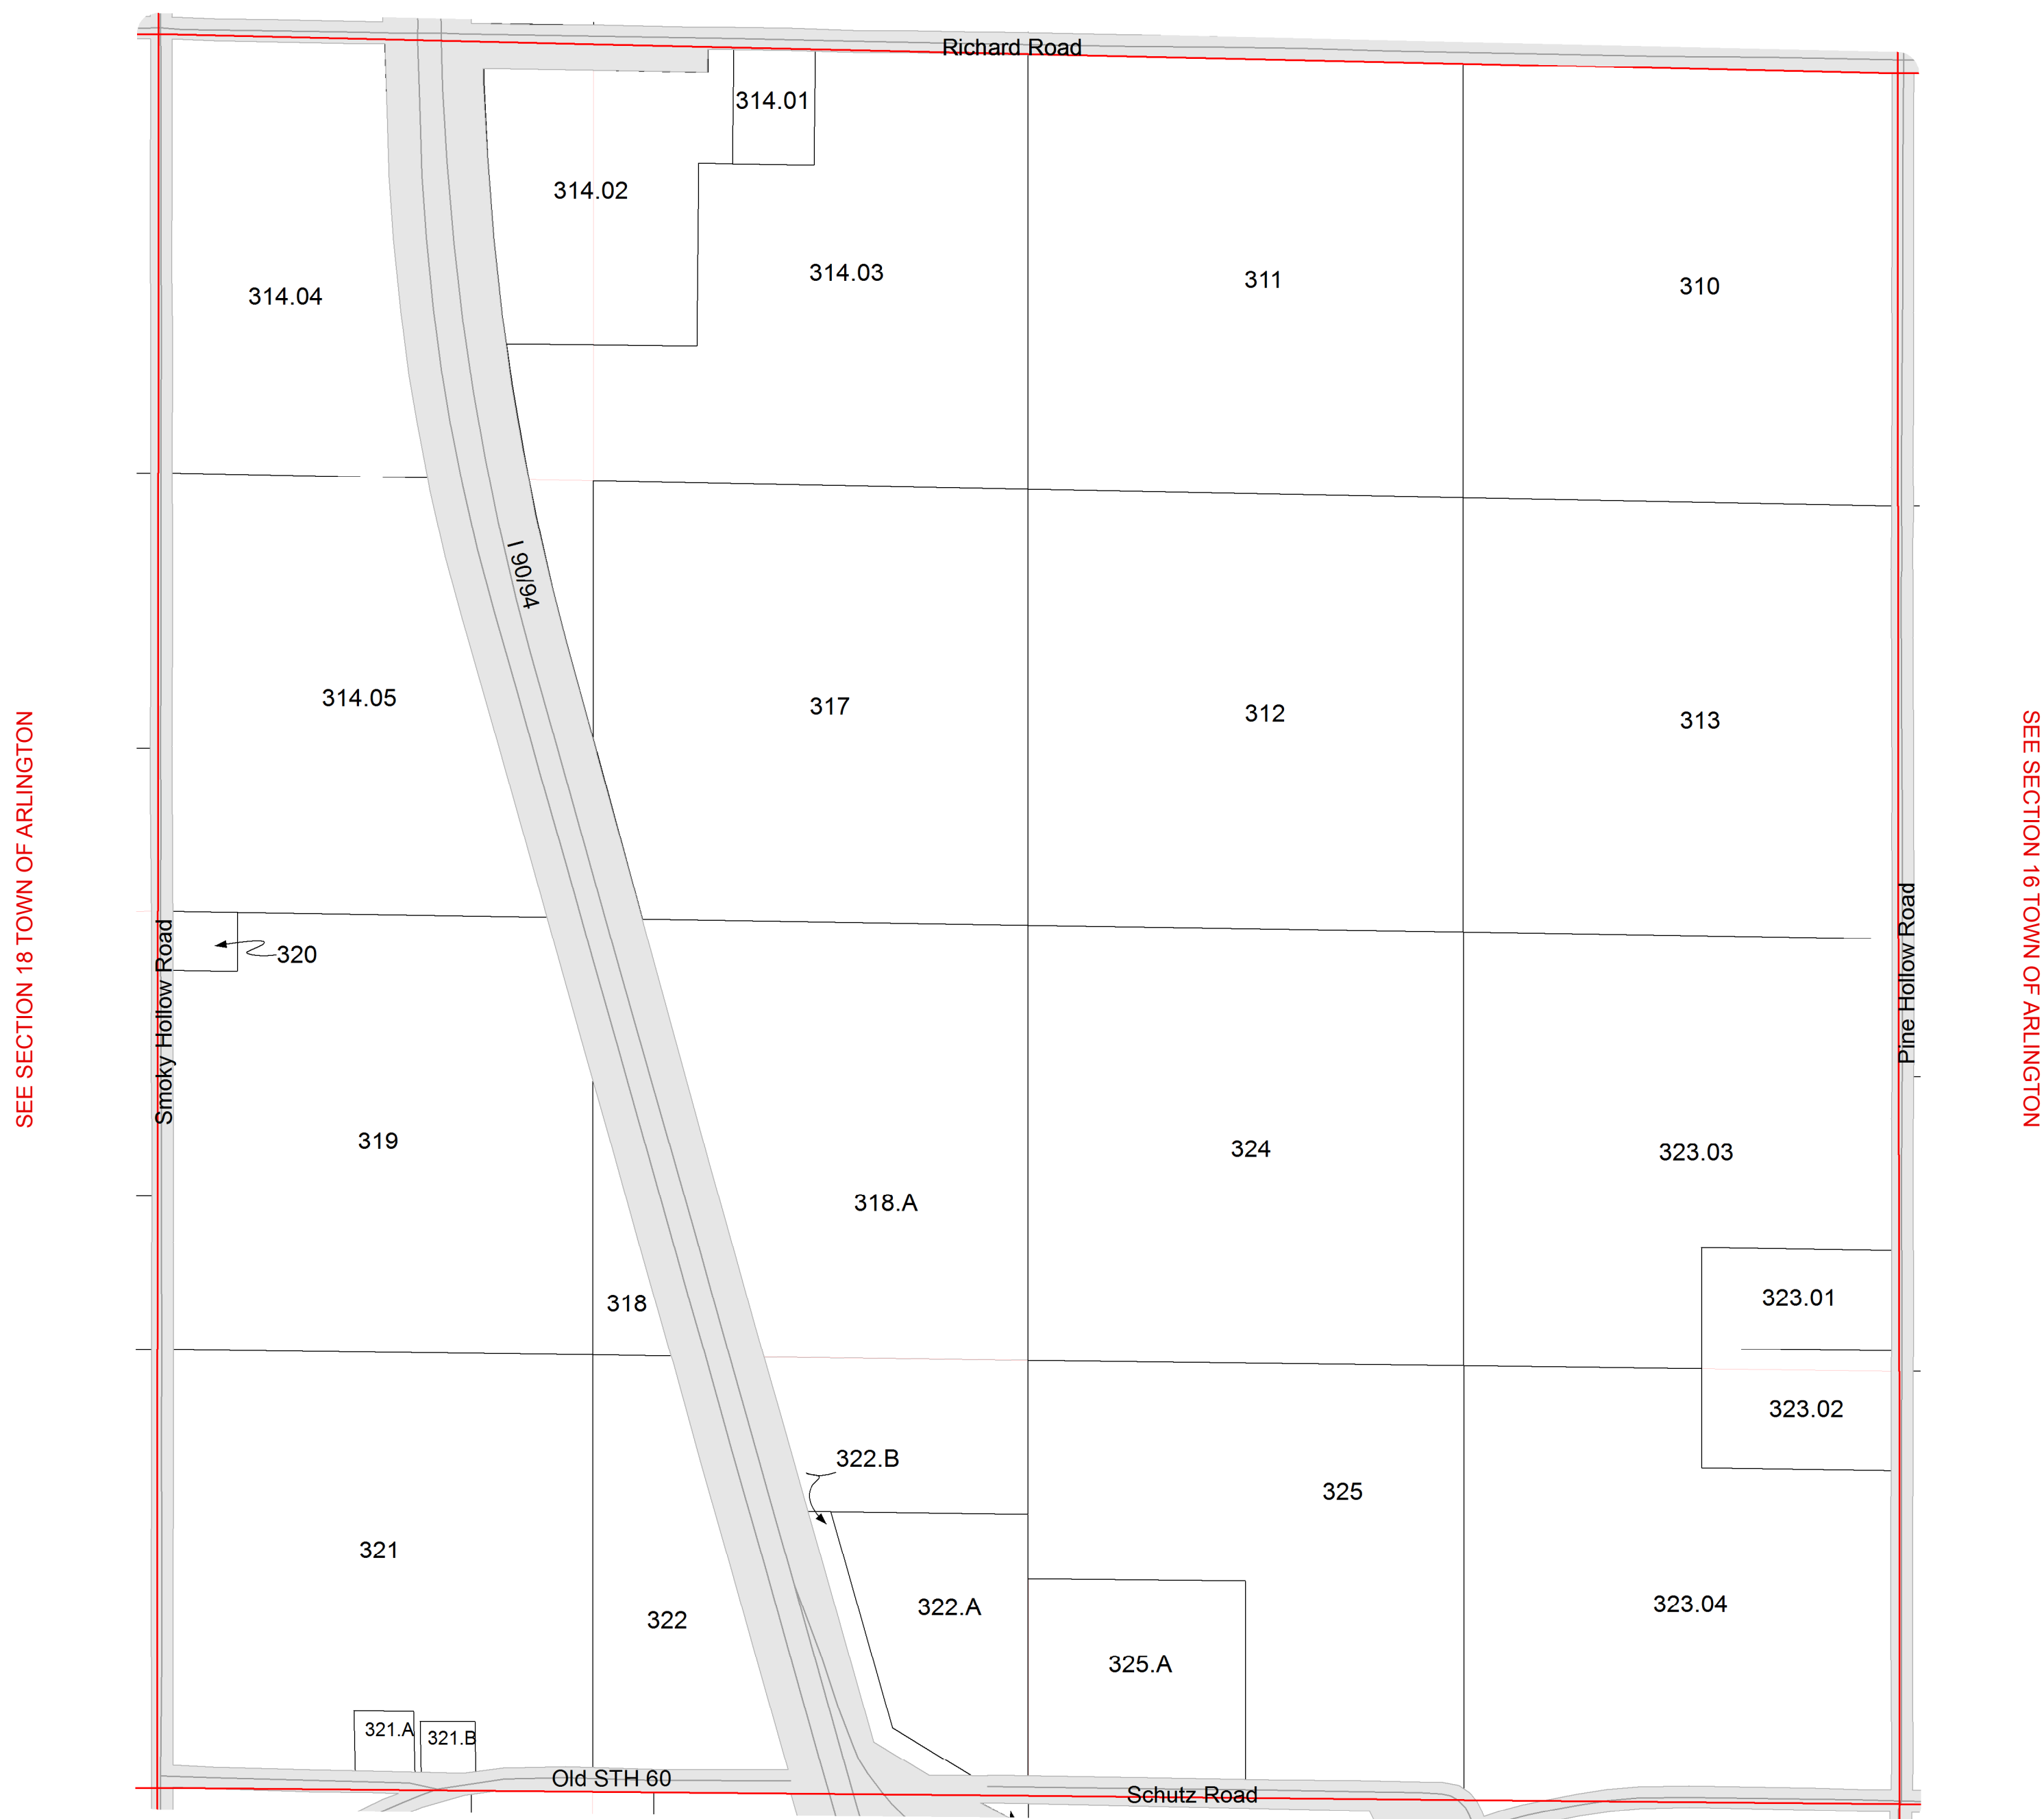 Richard Road
314.01
314.02
314.03
311
310
314.04
I 90/94
314.05
317
312
313
SEE SECTION 18 TOWN OF ARLINGTON
SEE SECTION 16 TOWN OF ARLINGTON
Smoky Hollow Road
Pine Hollow Road
320
319
324
323.03
318.A
318
323.01
323.02
322.B
325
321
322.A
323.04
322
325.A
321.A
321.B
Old STH 60
Schutz Road